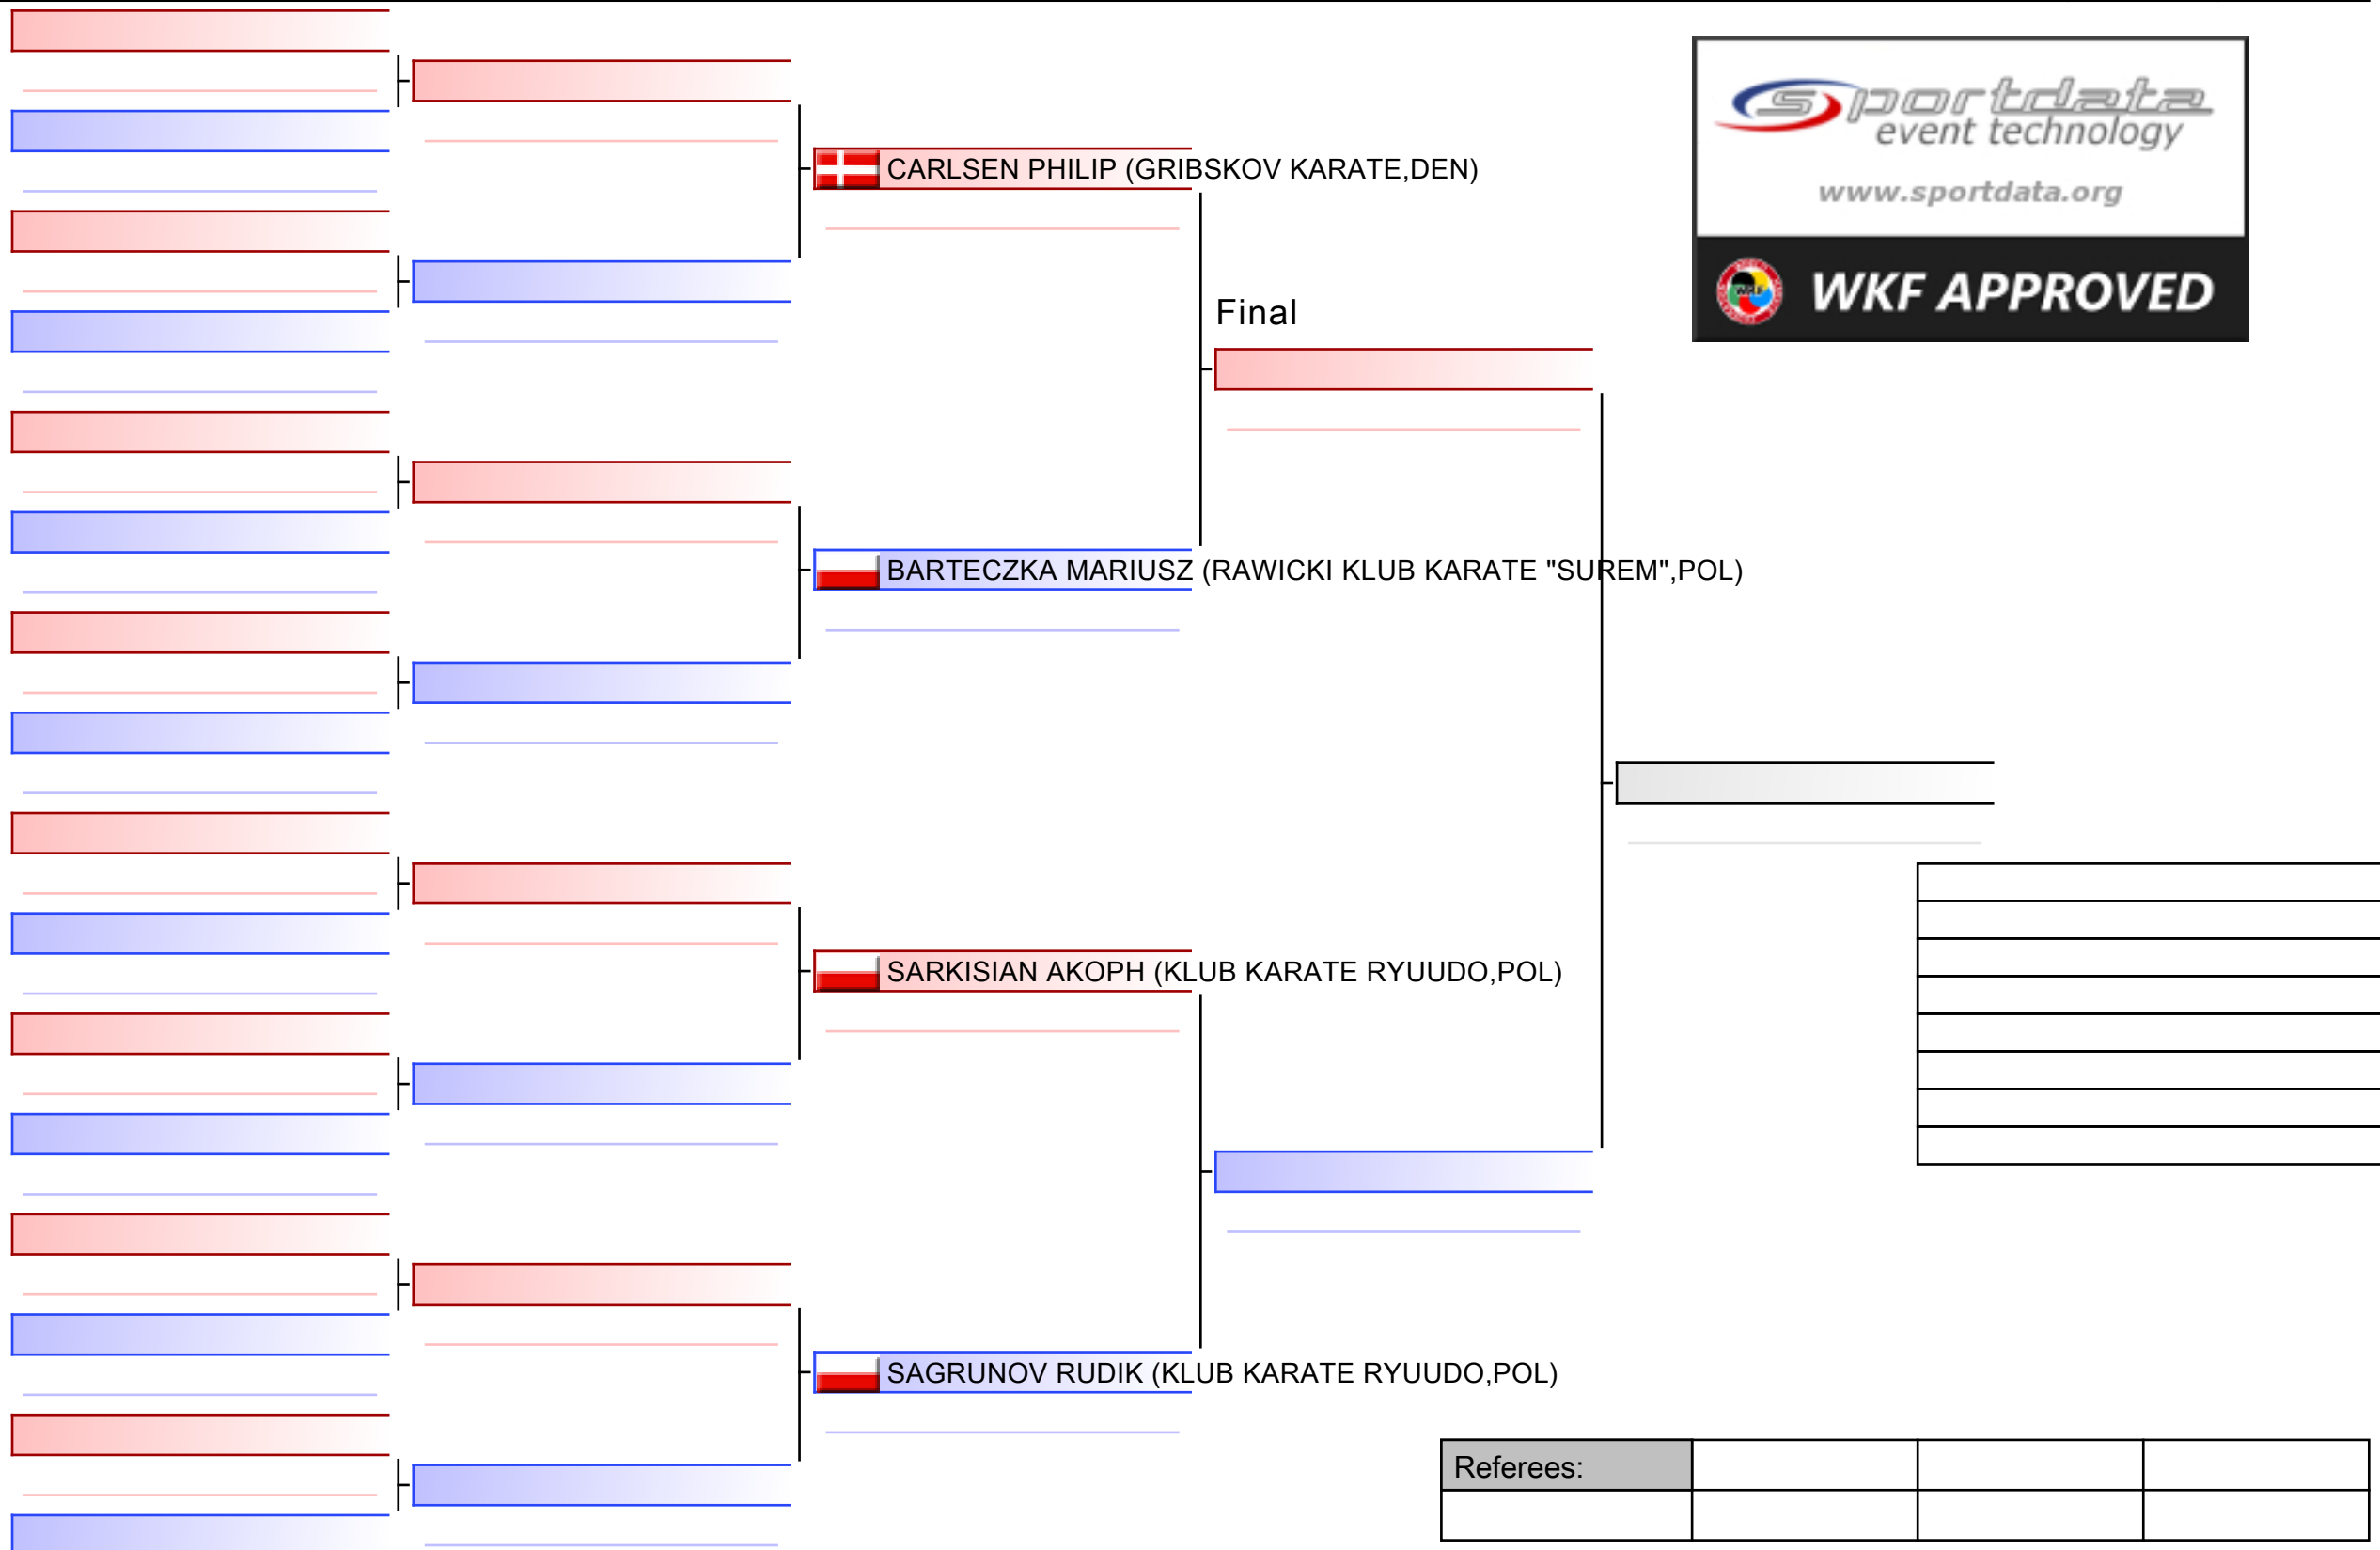 sportdata
event technology
www.sportdata.org
WKF
WKF APPROVED
CARLSEN PHILIP (GRIBSKOV KARATE,DEN)
Final
BARTECZKA MARIUSZ (RAWICKI KLUB KARATE "SUREM",POL)
SARKISIAN AKOPH (KLUB KARATE RYUUDO,POL)
SAGRUNOV RUDIK (KLUB KARATE RYUUDO,POL)
Referees: